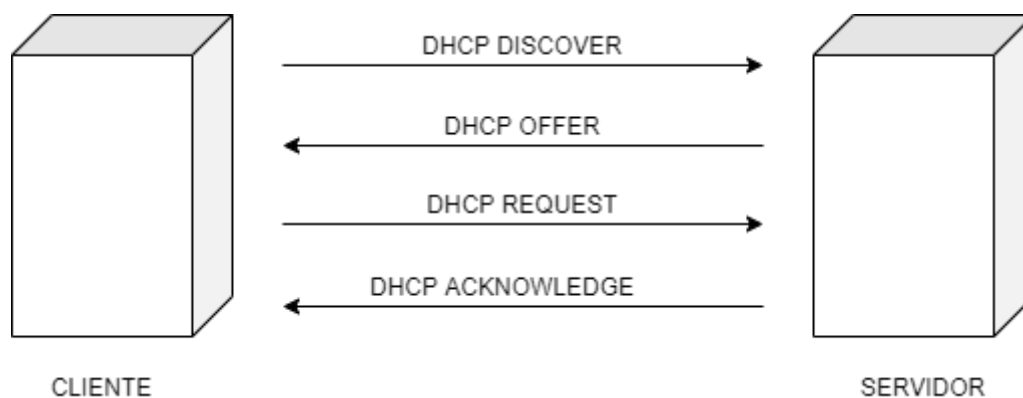 DHCP DISCOVER
DHCP OFFER
DHCP REQUEST
DHCP ACKNOWLEDGE
CLIENTE
SERVIDOR